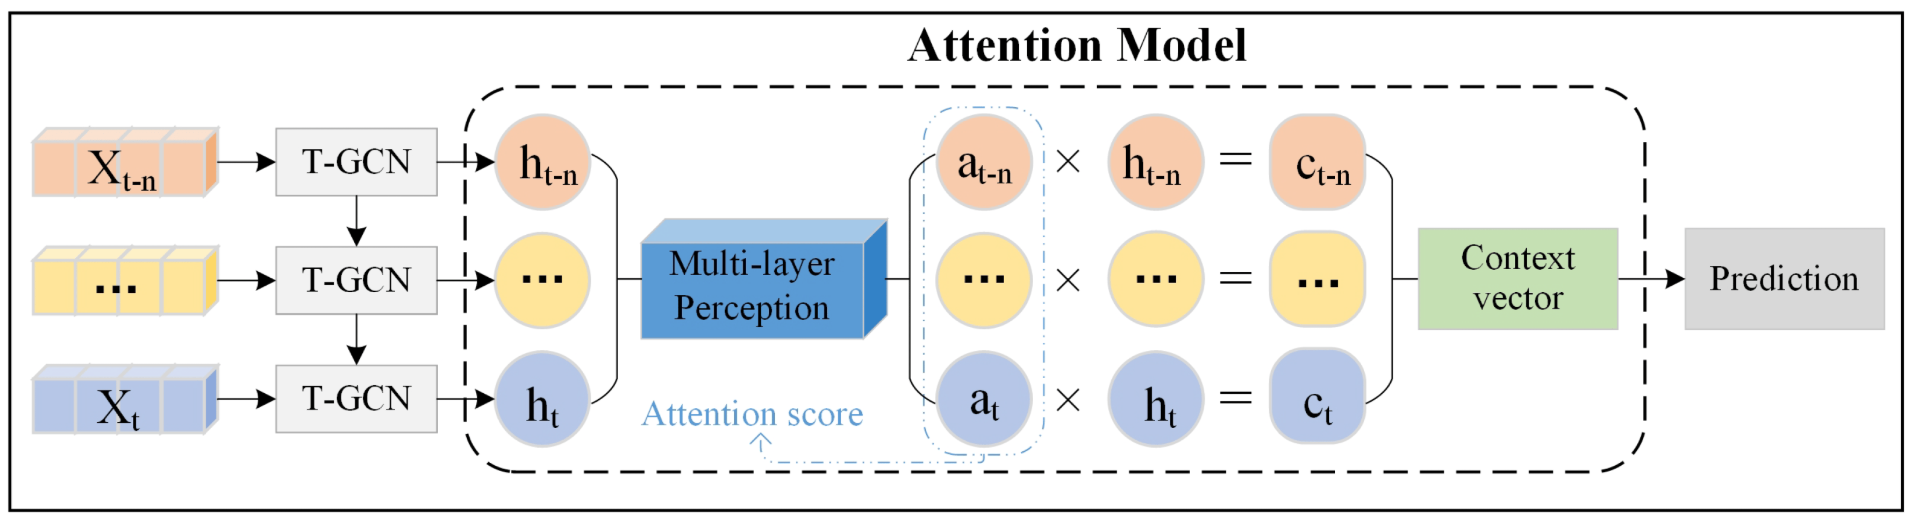 Attention Model
X_{t-n} T-GCN h_{t-n} a_{t-n} × h_{t-n} = c_{t-n}
... T-GCN ... Multi-layer Perception ... × ... = ... Context vector Prediction
X_t T-GCN h_t a_t × h_t = c_t
Attention score